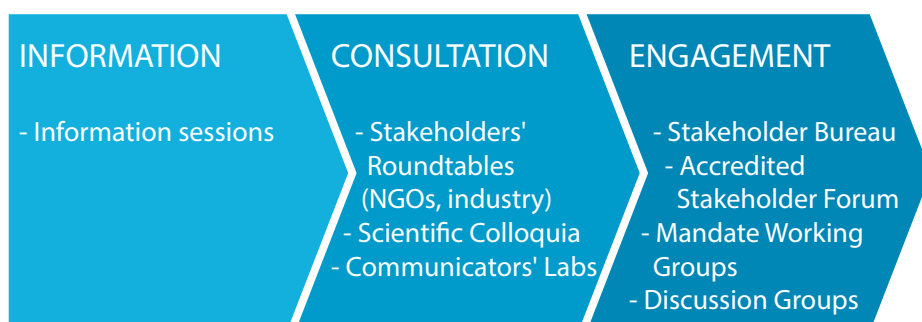 INFORMATION
- Information sessions
CONSULTATION
- Stakeholders'
Roundtables
(NGOs, industry)
- Scientific Colloquia
- Communicators' Labs
ENGAGEMENT
- Stakeholder Bureau
- Accredited
Stakeholder Forum
- Mandate Working
Groups
- Discussion Groups